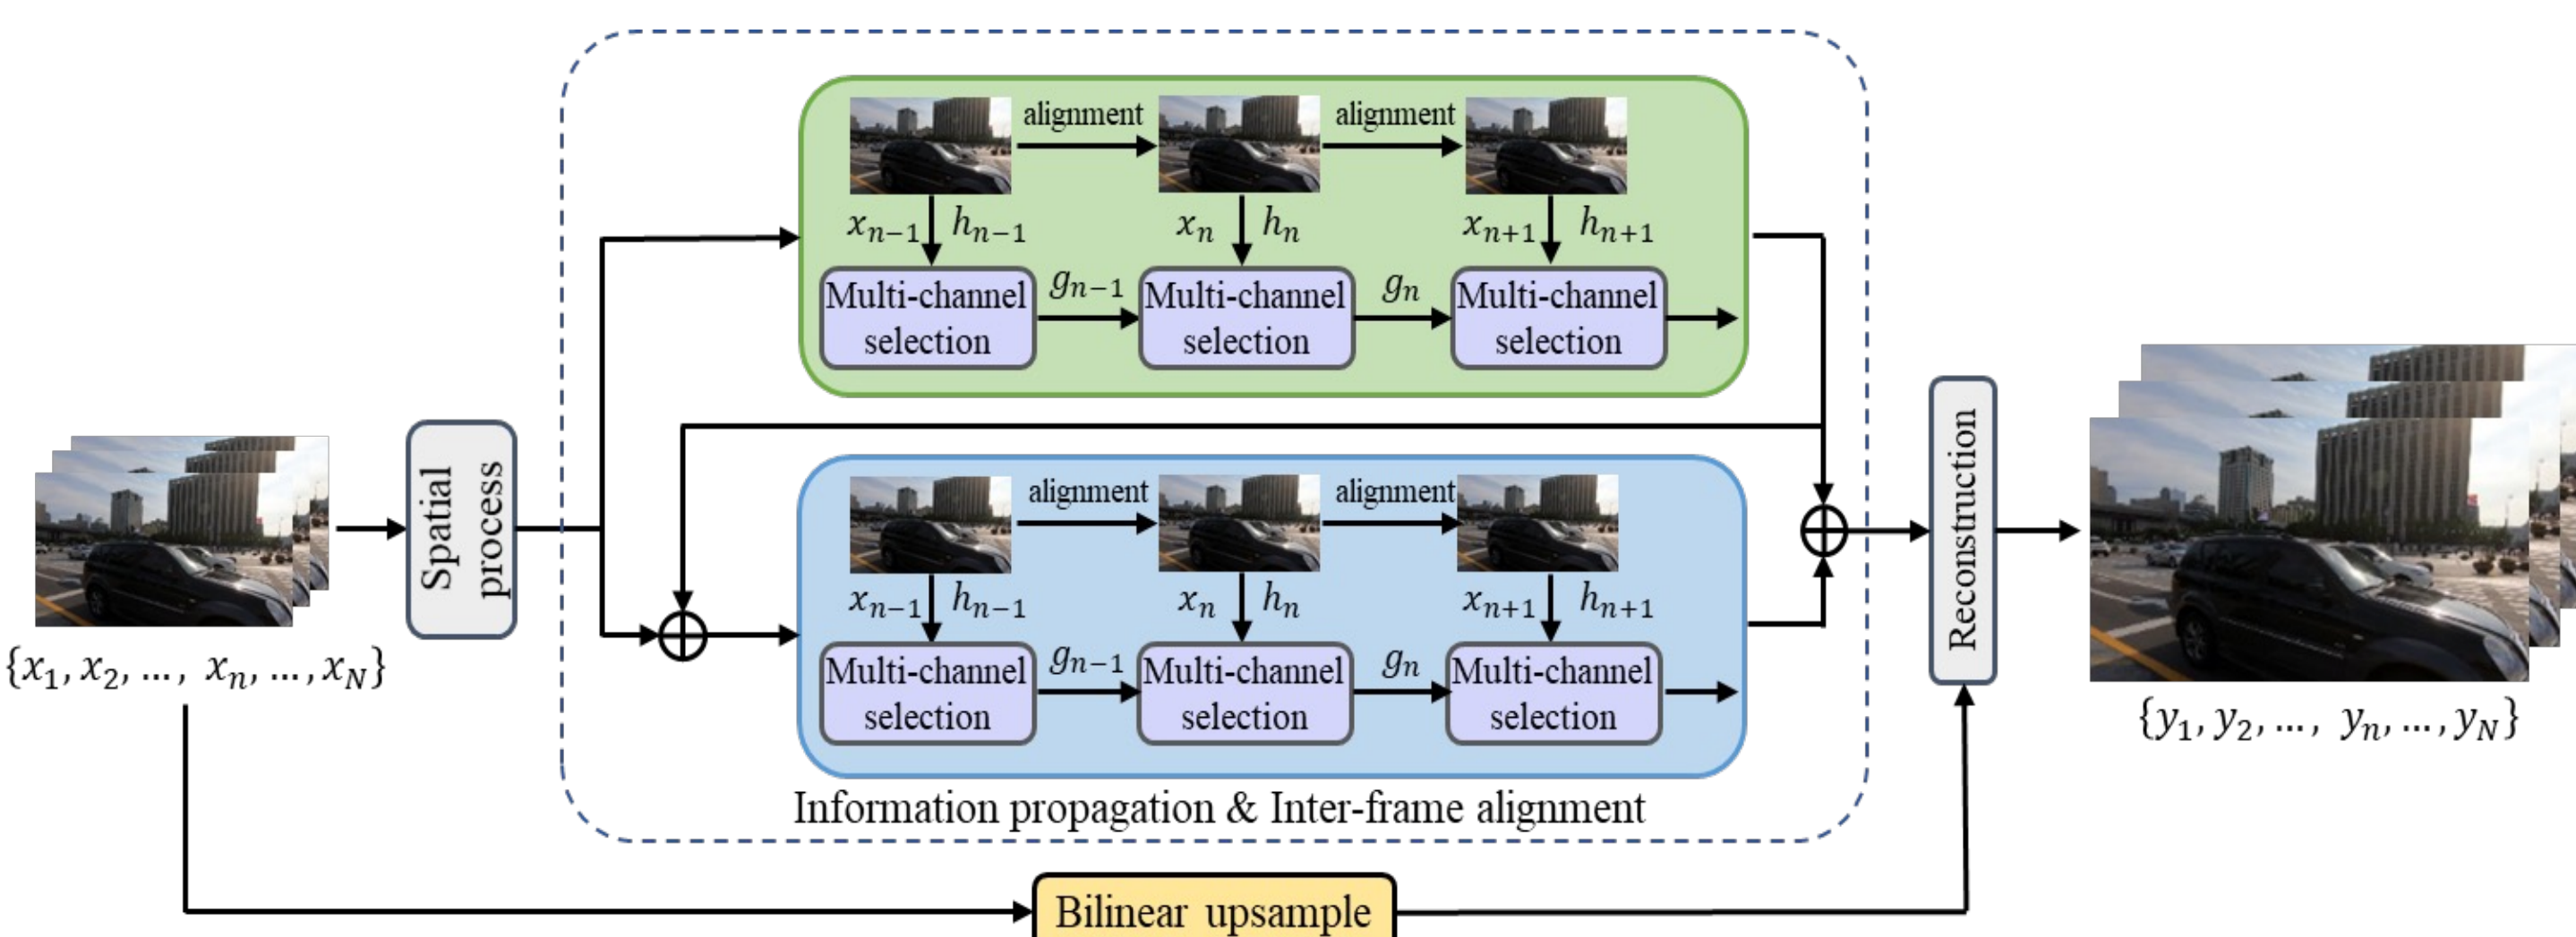 alignment alignment
x_{n-1} h_{n-1} x_n h_n x_{n+1} h_{n+1}
Multi-channel selection
g_{n-1}
Multi-channel selection
g_n
Multi-channel selection
Spatial process
{x_1, x_2, ..., x_n, ..., x_N}
alignment alignment
x_{n-1} h_{n-1} x_n h_n x_{n+1} h_{n+1}
Multi-channel selection
g_{n-1}
Multi-channel selection
g_n
Multi-channel selection
Information propagation & Inter-frame alignment
Reconstruction
{y_1, y_2, ..., y_n, ..., y_N}
Bilinear upsample